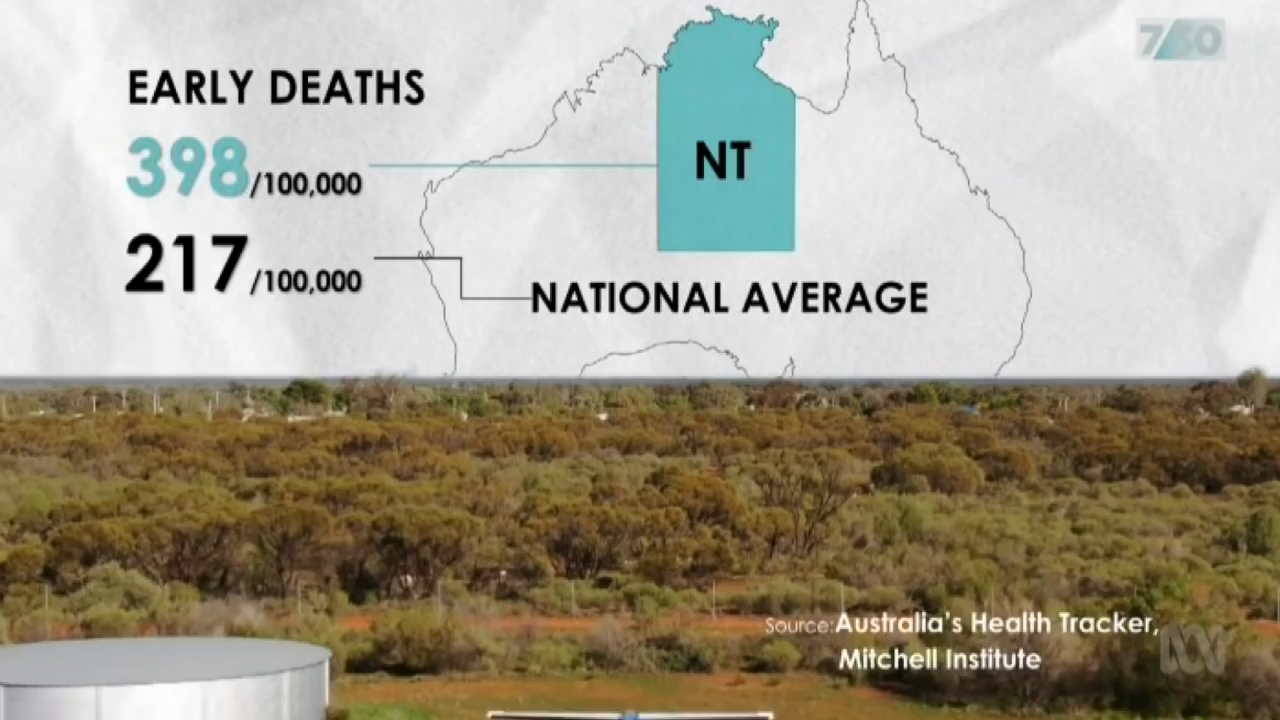 7/30
EARLY DEATHS
398/100,000
NT
217/100,000
NATIONAL AVERAGE
Source: Australia's Health Tracker,
Mitchell Institute